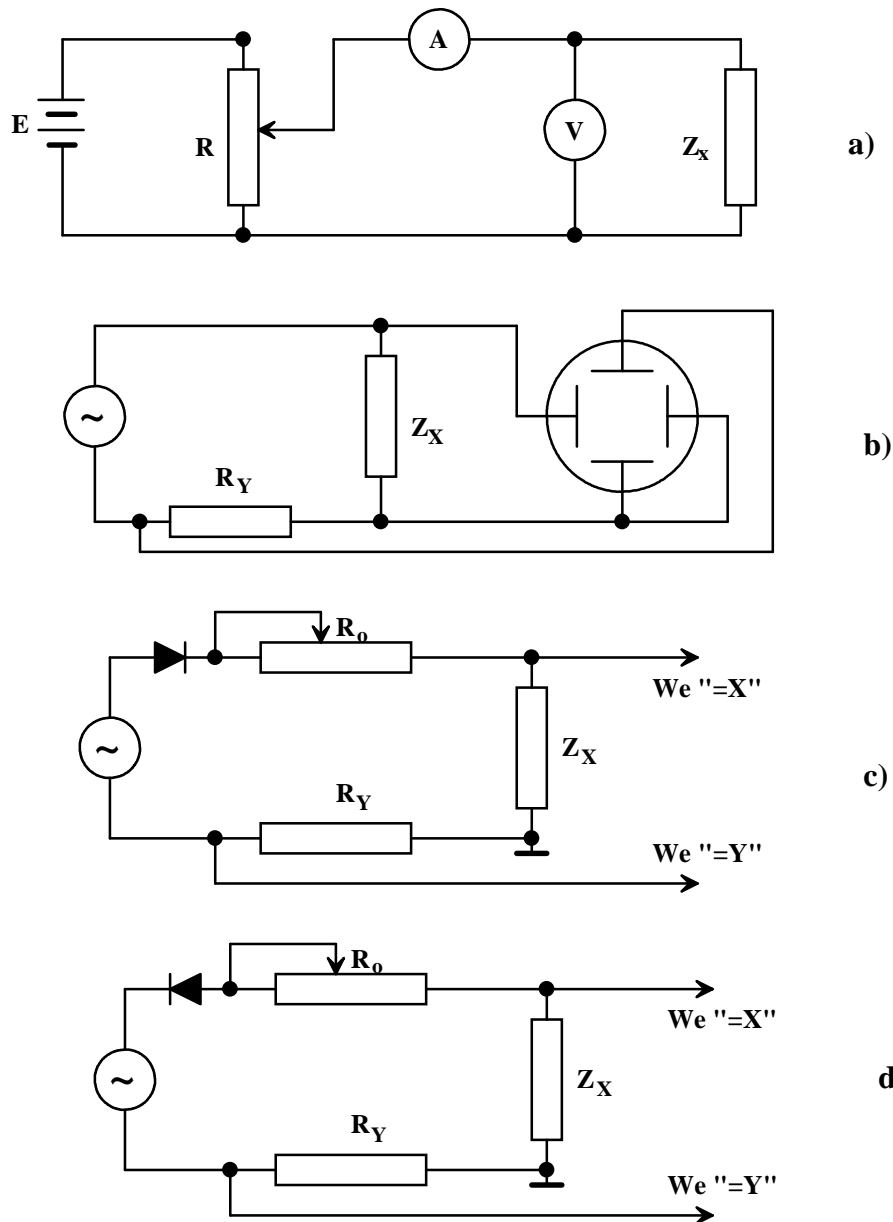 A
E
R
V
Zx
a)
~
ZX
RY
b)
Ro
We "=X"
~
ZX
RY
c)
We "=Y"
Ro
We "=X"
~
ZX
d
RY
We "=Y"